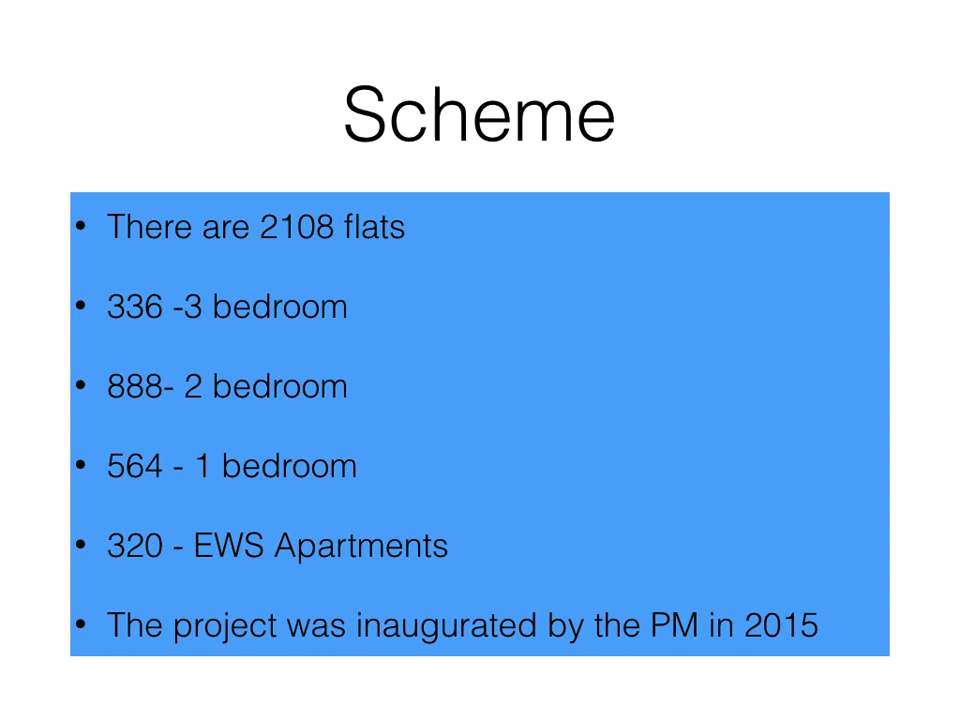 Scheme
• There are 2108 flats
• 336 -3 bedroom
• 888- 2 bedroom
• 564 - 1 bedroom
• 320 - EWS Apartments
• The project was inaugurated by the PM in 2015